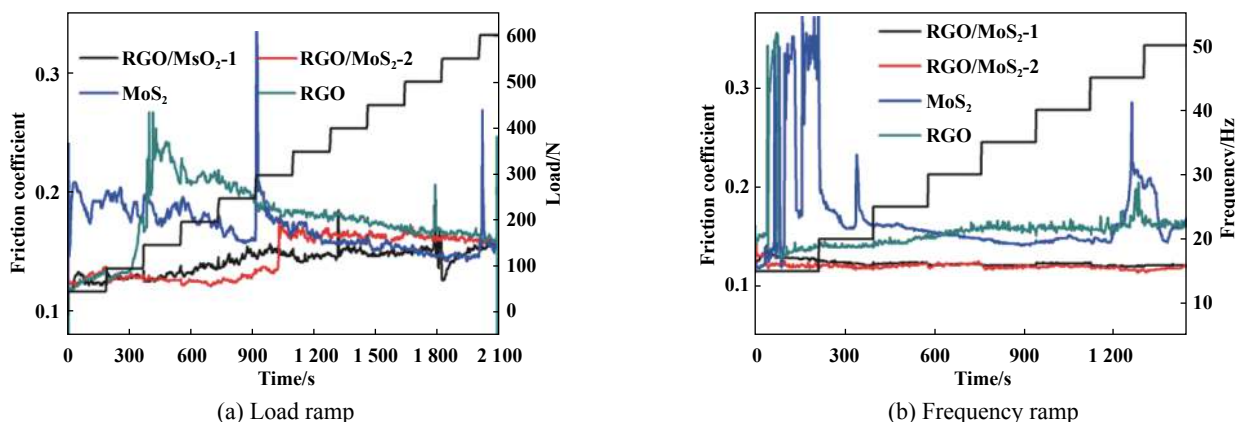 RGO/MsO₂-1
RGO/MoS₂-2
MoS₂
RGO
0.3
0.2
0.1
Friction coefficient
600
500
400
300
200
100
0
Load/N
0 300 600 900 1 200 1 500 1 800 2 100
Time/s
(a) Load ramp
RGO/MoS₂-1
RGO/MoS₂-2
MoS₂
RGO
0.3
0.2
0.1
Friction coefficient
50
40
30
20
10
Frequency/Hz
0 300 600 900 1 200
Time/s
(b) Frequency ramp